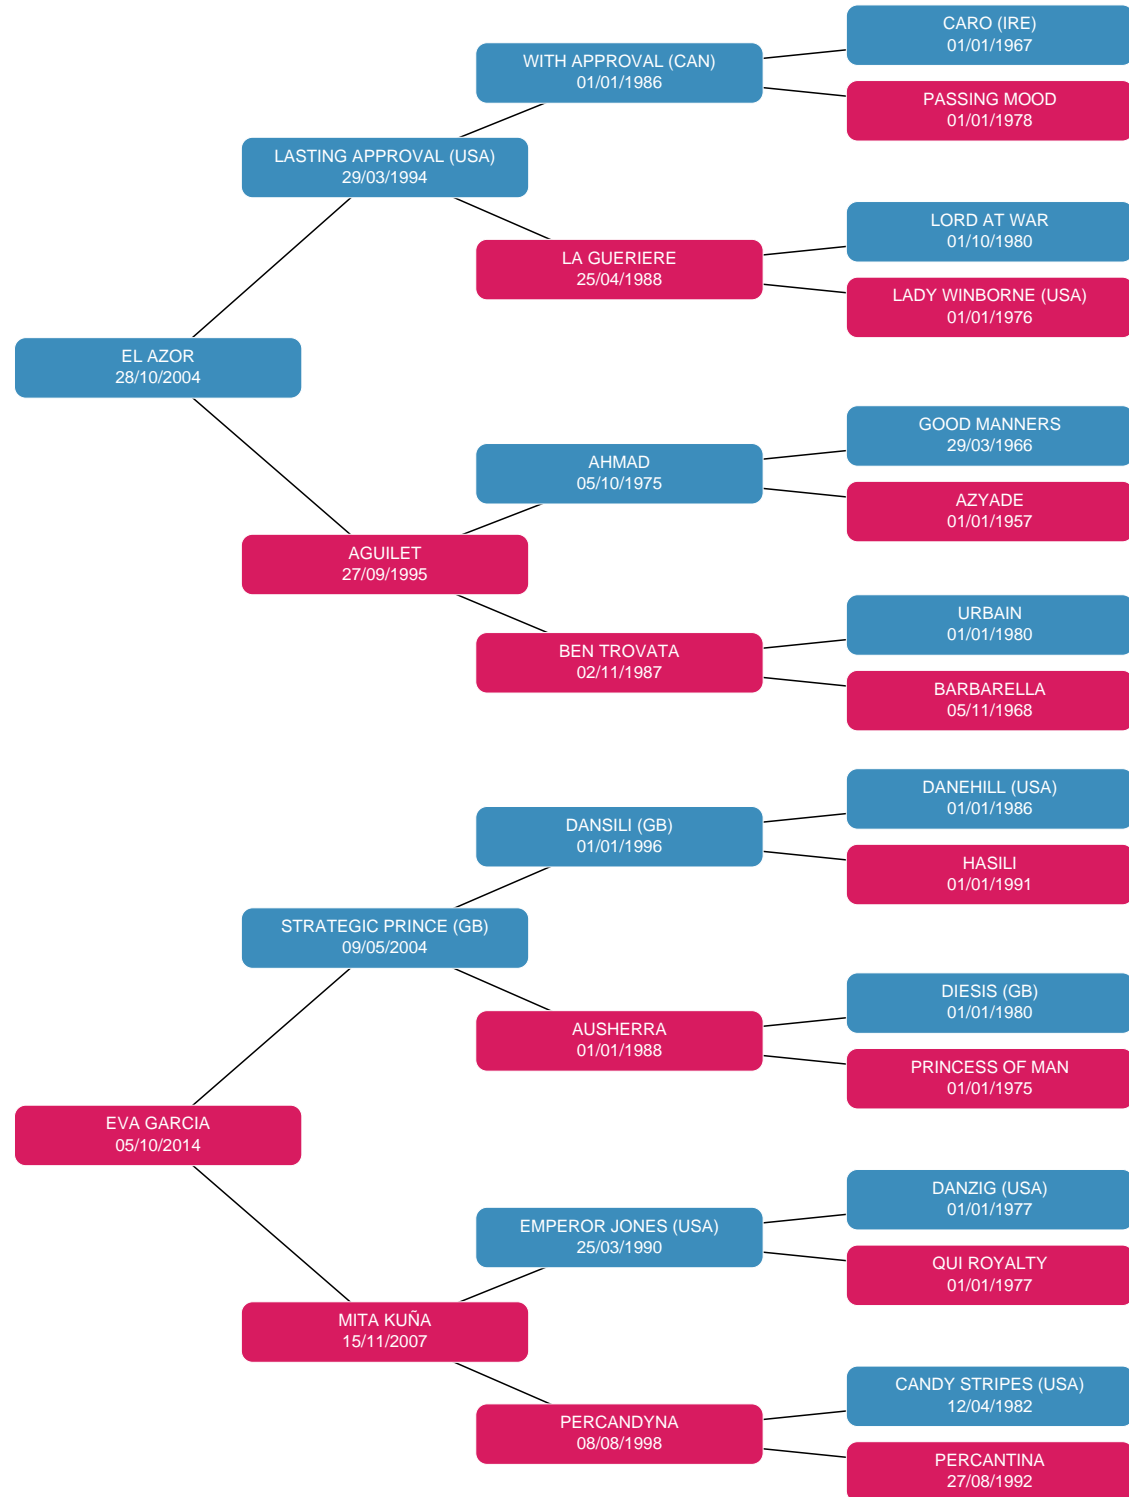 CARO (IRE)
01/01/1967
WITH APPROVAL (CAN)
01/01/1986
PASSING MOOD
01/01/1978
LASTING APPROVAL (USA)
29/03/1994
LORD AT WAR
01/10/1980
LA GUERIERE
25/04/1988
LADY WINBORNE (USA)
01/01/1976
EL AZOR
28/10/2004
GOOD MANNERS
29/03/1966
AHMAD
05/10/1975
AZYADE
01/01/1957
AGUILET
27/09/1995
URBAIN
01/01/1980
BEN TROVATA
02/11/1987
BARBARELLA
05/11/1968
DANEHILL (USA)
01/01/1986
DANSILI (GB)
01/01/1996
HASILI
01/01/1991
STRATEGIC PRINCE (GB)
09/05/2004
DIESIS (GB)
01/01/1980
AUSHERRA
01/01/1988
PRINCESS OF MAN
01/01/1975
EVA GARCIA
05/10/2014
DANZIG (USA)
01/01/1977
EMPEROR JONES (USA)
25/03/1990
QUI ROYALTY
01/01/1977
MITA KUÑA
15/11/2007
CANDY STRIPES (USA)
12/04/1982
PERCANDYNA
08/08/1998
PERCANTINA
27/08/1992